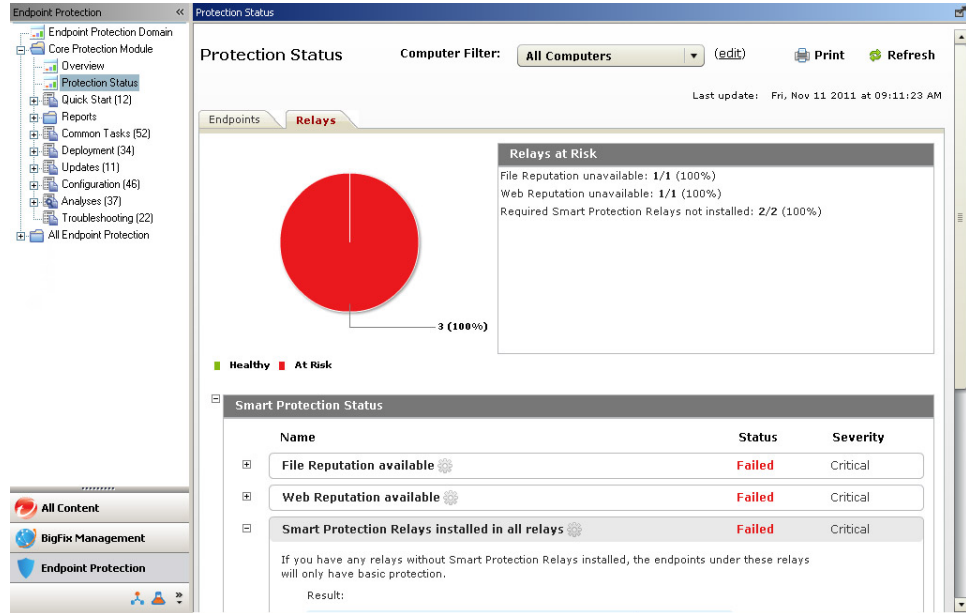 Endpoint Protection
Endpoint Protection Domain
Core Protection Module
Overview
Protection Status
Quick Start (12)
Reports
Common Tasks (52)
Deployment (34)
Updates (11)
Configuration (46)
Analyses (37)
Troubleshooting (22)
All Endpoint Protection
All Content
BigFix Management
Endpoint Protection
Protection Status
Protection Status
Computer Filter: All Computers (edit) Print Refresh
Last update: Fri, Nov 11 2011 at 09:11:23 AM
Endpoints Relays
3 (100%)
Healthy At Risk
Relays at Risk
File Reputation unavailable: 1/1 (100%)
Web Reputation unavailable: 1/1 (100%)
Required Smart Protection Relays not installed: 2/2 (100%)
Smart Protection Status
Name Status Severity
File Reputation available Failed Critical
Web Reputation available Failed Critical
Smart Protection Relays installed in all relays Failed Critical
If you have any relays without Smart Protection Relays installed, the endpoints under these relays
will only have basic protection.
Result: